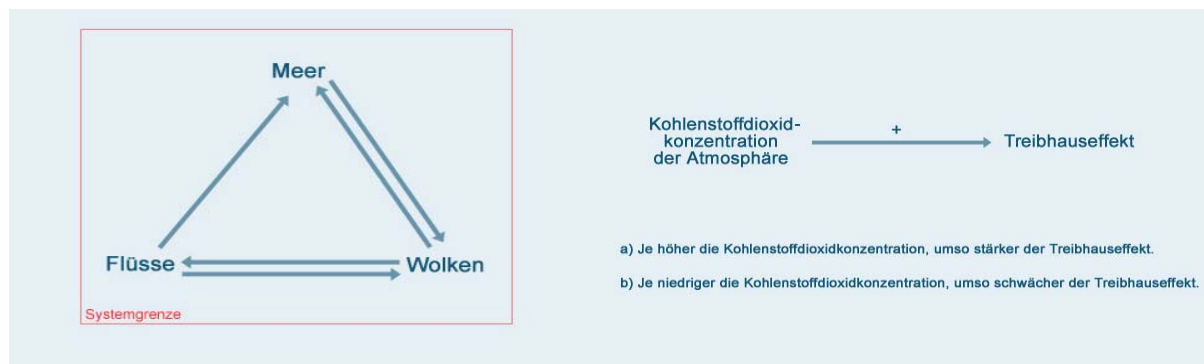 Meer
Flüsse
Wolken
Systemgrenze
Kohlenstoffdioxid-
konzentration
der Atmosphäre
+
Treibhauseffekt
a) Je höher die Kohlenstoffdioxidkonzentration, umso stärker der Treibhauseffekt.
b) Je niedriger die Kohlenstoffdioxidkonzentration, umso schwächer der Treibhauseffekt.